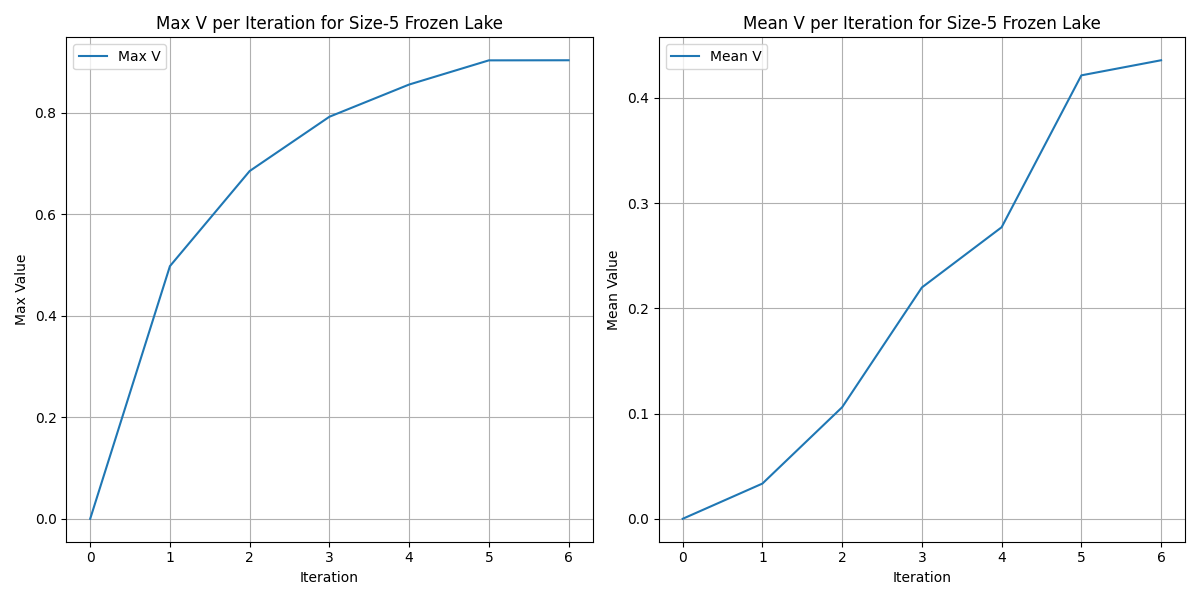 Max V per Iteration for Size-5 Frozen Lake
Max V
Max Value
0.8
0.6
0.4
0.2
0.0
0 1 2 3 4 5 6
Iteration
Mean V per Iteration for Size-5 Frozen Lake
Mean V
Mean Value
0.4
0.3
0.2
0.1
0.0
0 1 2 3 4 5 6
Iteration